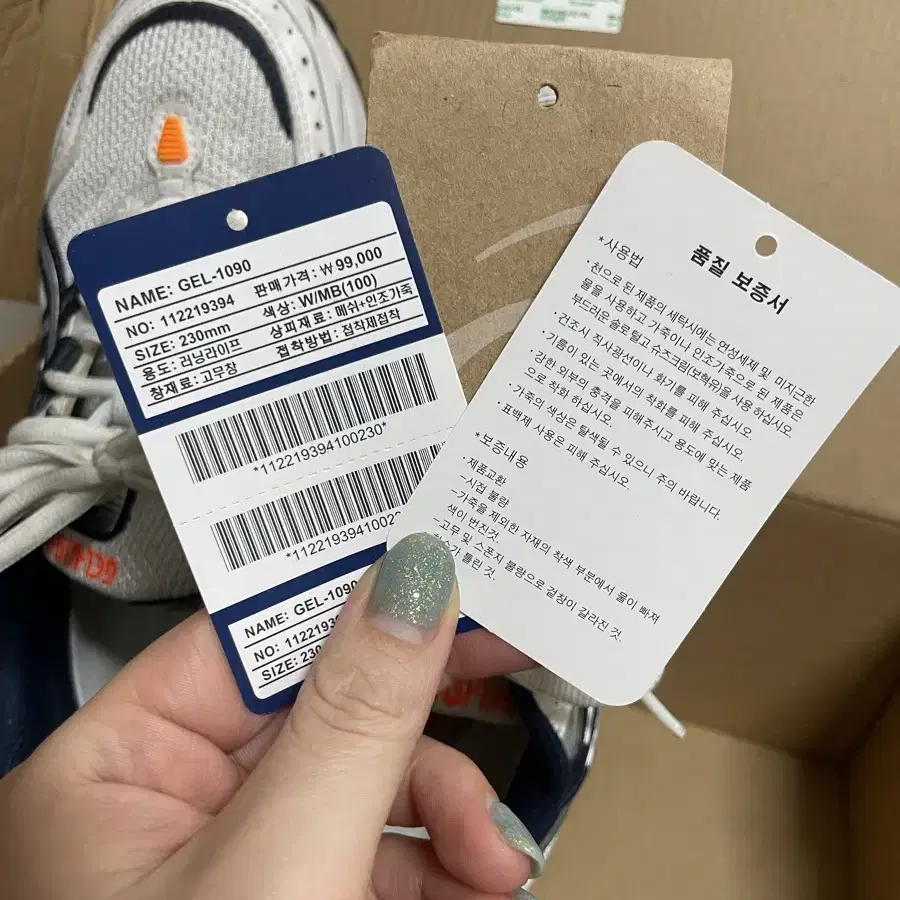 NAME: GEL-1090
NO: 112219394 판매가격: ₩99,000
SIZE: 230mm 색상: W/MB(100)
용도: 러닝라이프 상피재료: 메쉬+인조가죽
창재료: 고무창 접착방법: 접착제접착
*112219394100230*
*11221939410023
NAME: GEL-1090
NO: 1122193
SIZE: 230
품질 보증서
*사용법
·천으로 된 제품의 세탁시에는 연성세제 및 미지근한
물을 사용하고 가죽이나 인조가죽으로 된 제품은
부드러운솔로 털고 슈즈크림(보혁위)을 사용 하십시오.
·건조시 직사광선이나 화기를 피해 주십시오.
기름이 있는 곳에서의 착화를 피해 주십시오.
·강한 외부의 충격을 피해주시고 용도에 맞는 제품
으로 착화 하십시오.
·가죽의 색상은 탈색될 수 있으니 주의 바랍니다.
·표백제 사용은 피해 주십시오.
*보증내용
·제품교환
-시접 불량
-가죽을 제외한 자재의 착색 부분에서 물이 빠져
색이 번진것.
-고무 및 스폰지 불량으로 겉창이 갈라진 것.
틀린 것.